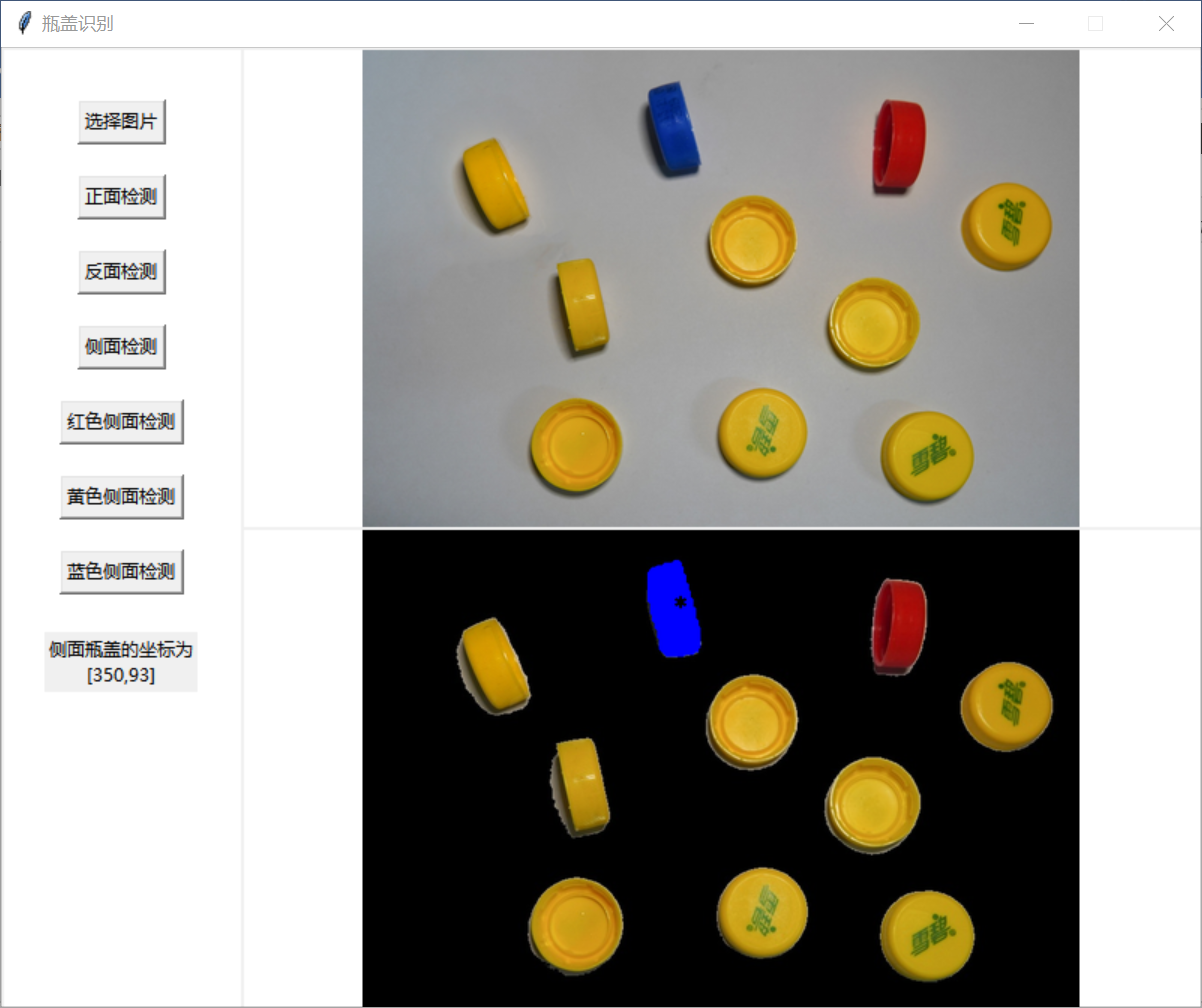 瓶盖识别
选择图片
正面检测
反面检测
侧面检测
红色侧面检测
黄色侧面检测
蓝色侧面检测
侧面瓶盖的坐标为
[350,93]